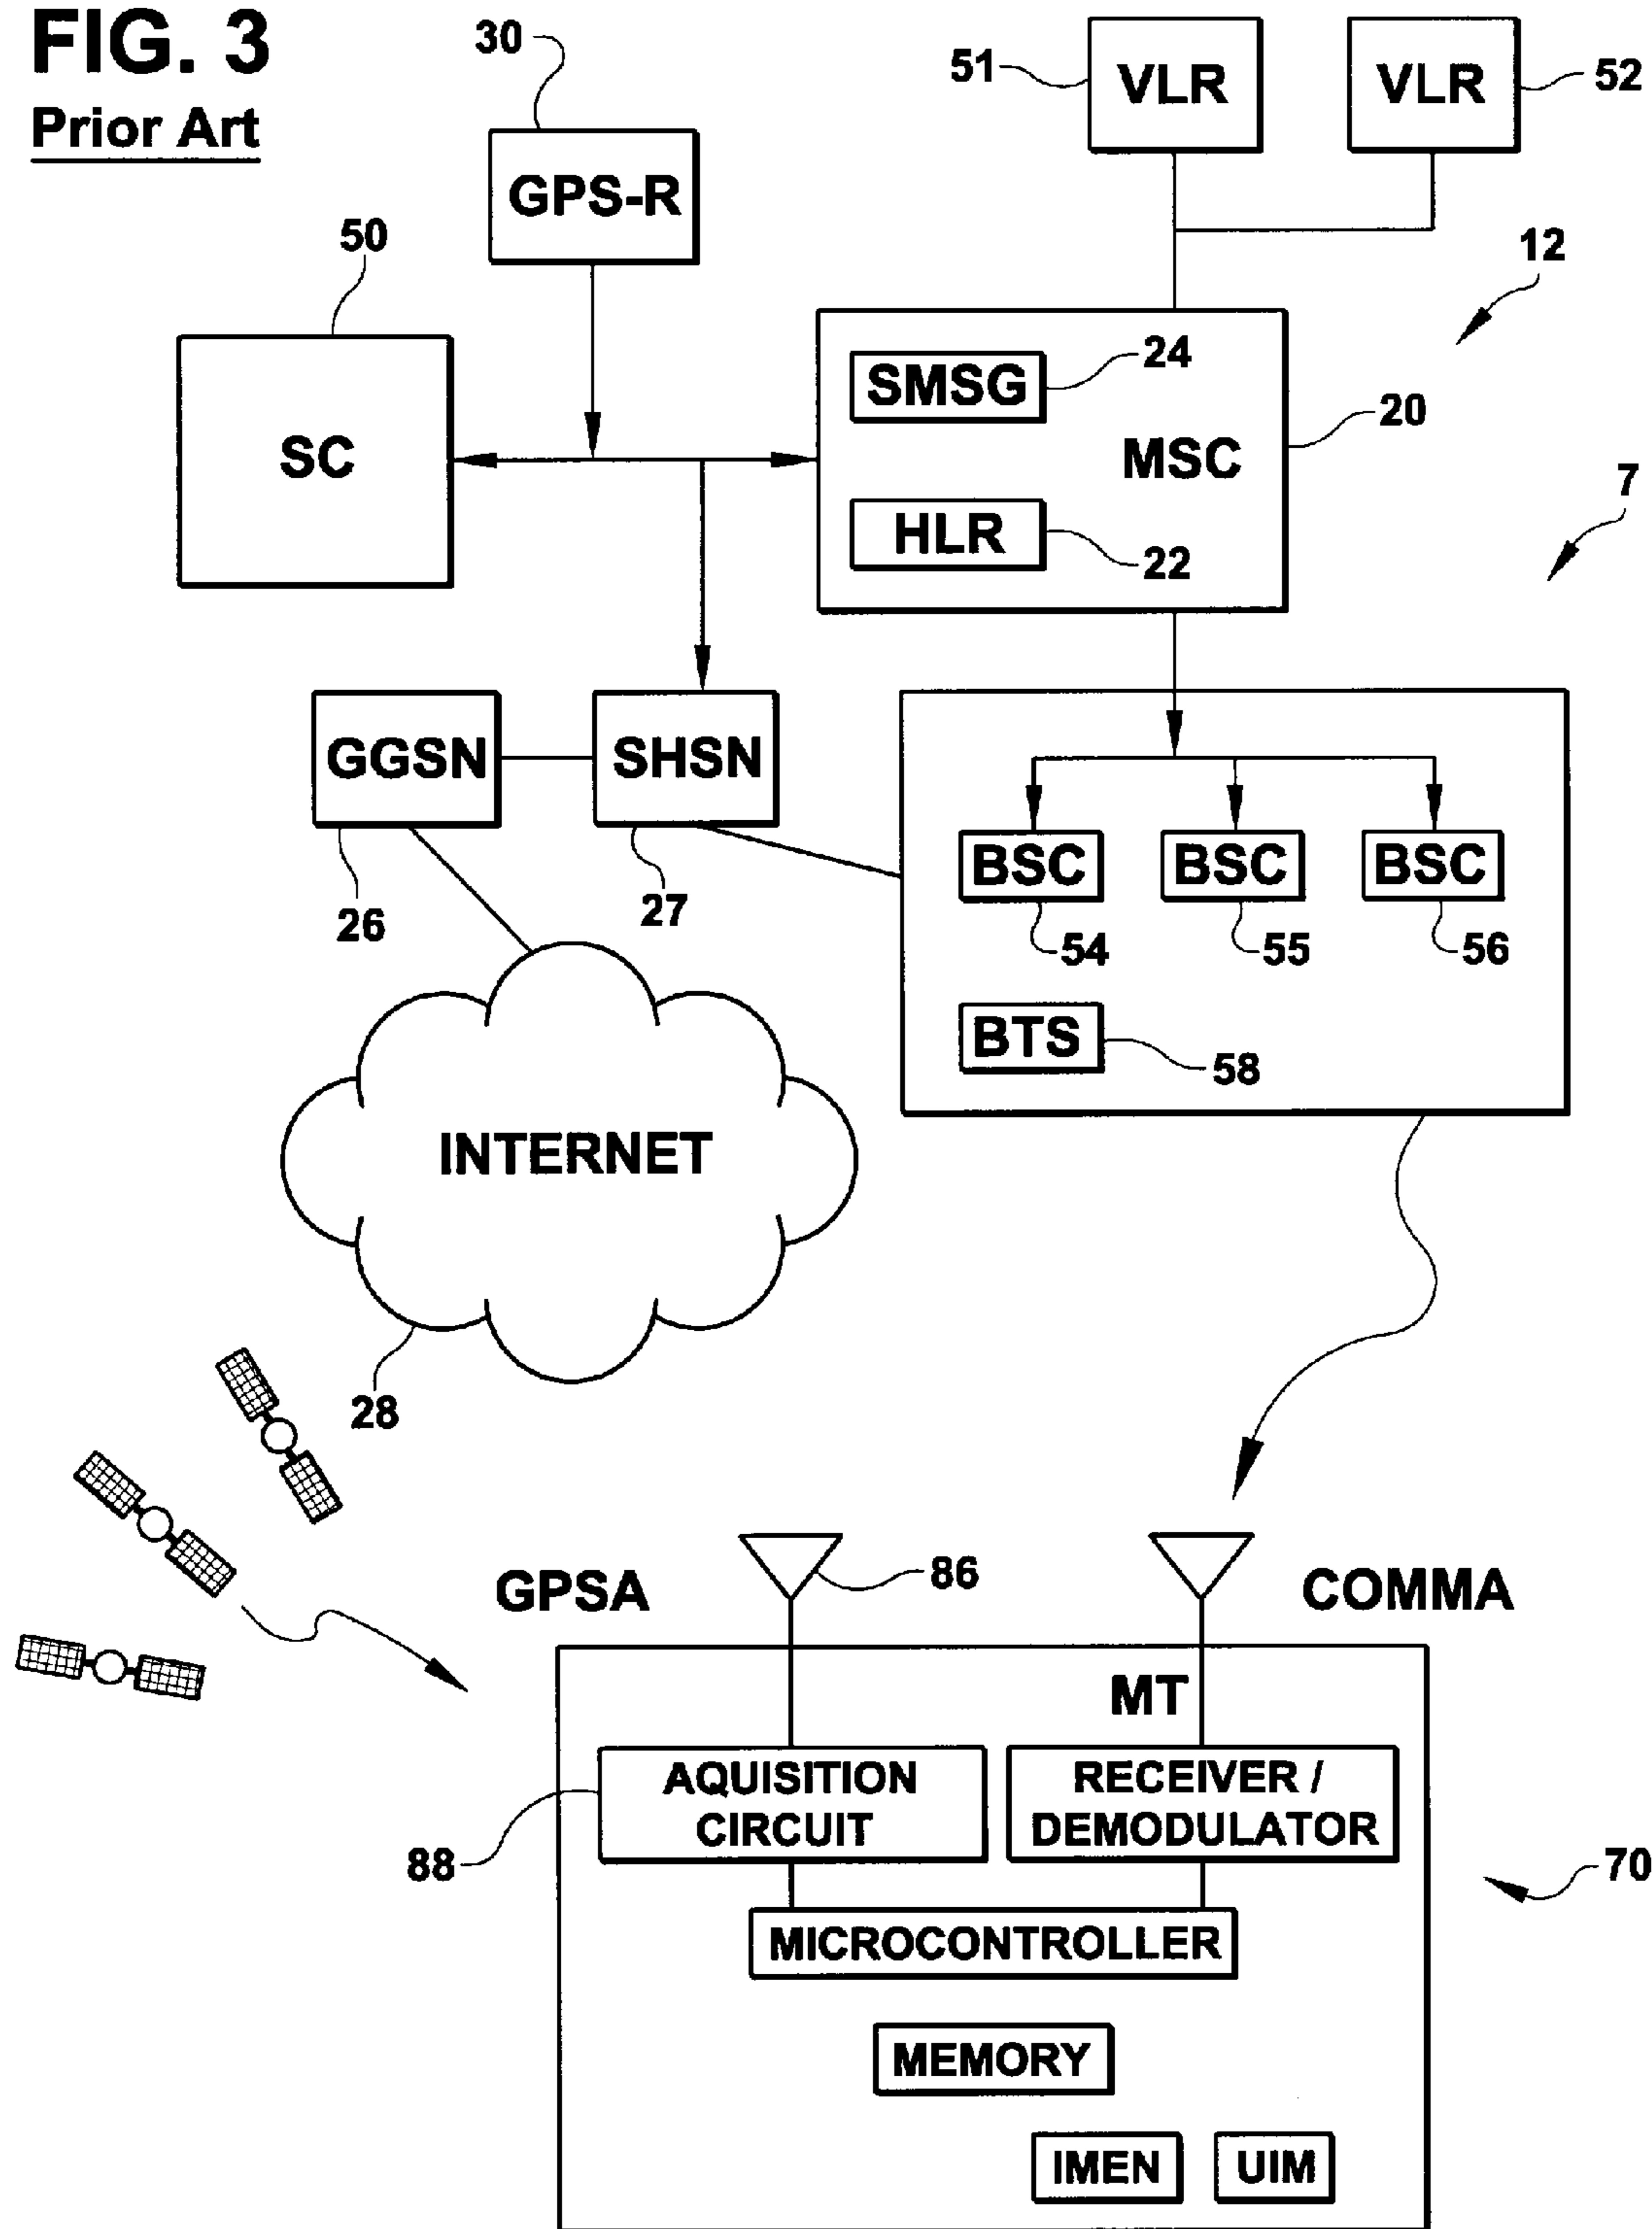 FIG. 3
Prior Art
30
GPS-R
51
VLR
VLR
52
12
50
SC
SMSG
24
MSC
20
HLR
22
7
GGSN
SHSN
26
27
BSC
BSC
BSC
54
55
56
BTS
58
INTERNET
28
GPSA
86
COMMA
MT
AQUISITION
CIRCUIT
RECEIVER /
DEMODULATOR
88
70
MICROCONTROLLER
MEMORY
IMEN
UIM